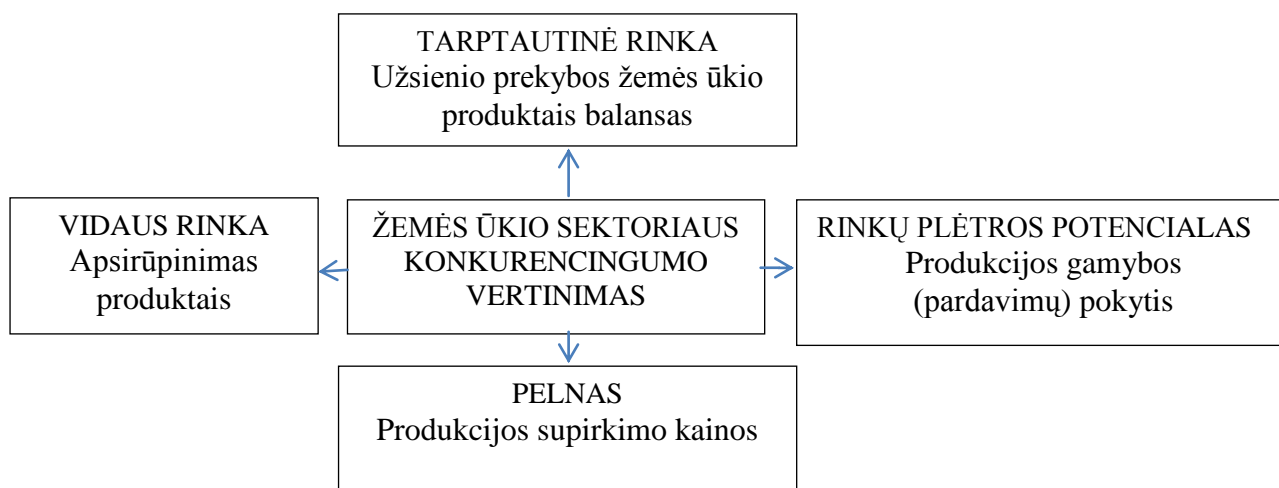 TARPTAUTINĖ RINKA
Užsienio prekybos žemės ūkio
produktais balansas
VIDAUS RINKA
Apsirūpinimas
produktais
ŽEMĖS ŪKIO SEKTORIAUS
KONKURENCINGUMO
VERTINIMAS
RINKŲ PLĖTROS POTENCIALAS
Produkcijos gamybos
(pardavimų) pokytis
PELNAS
Produkcijos supirkimo kainos